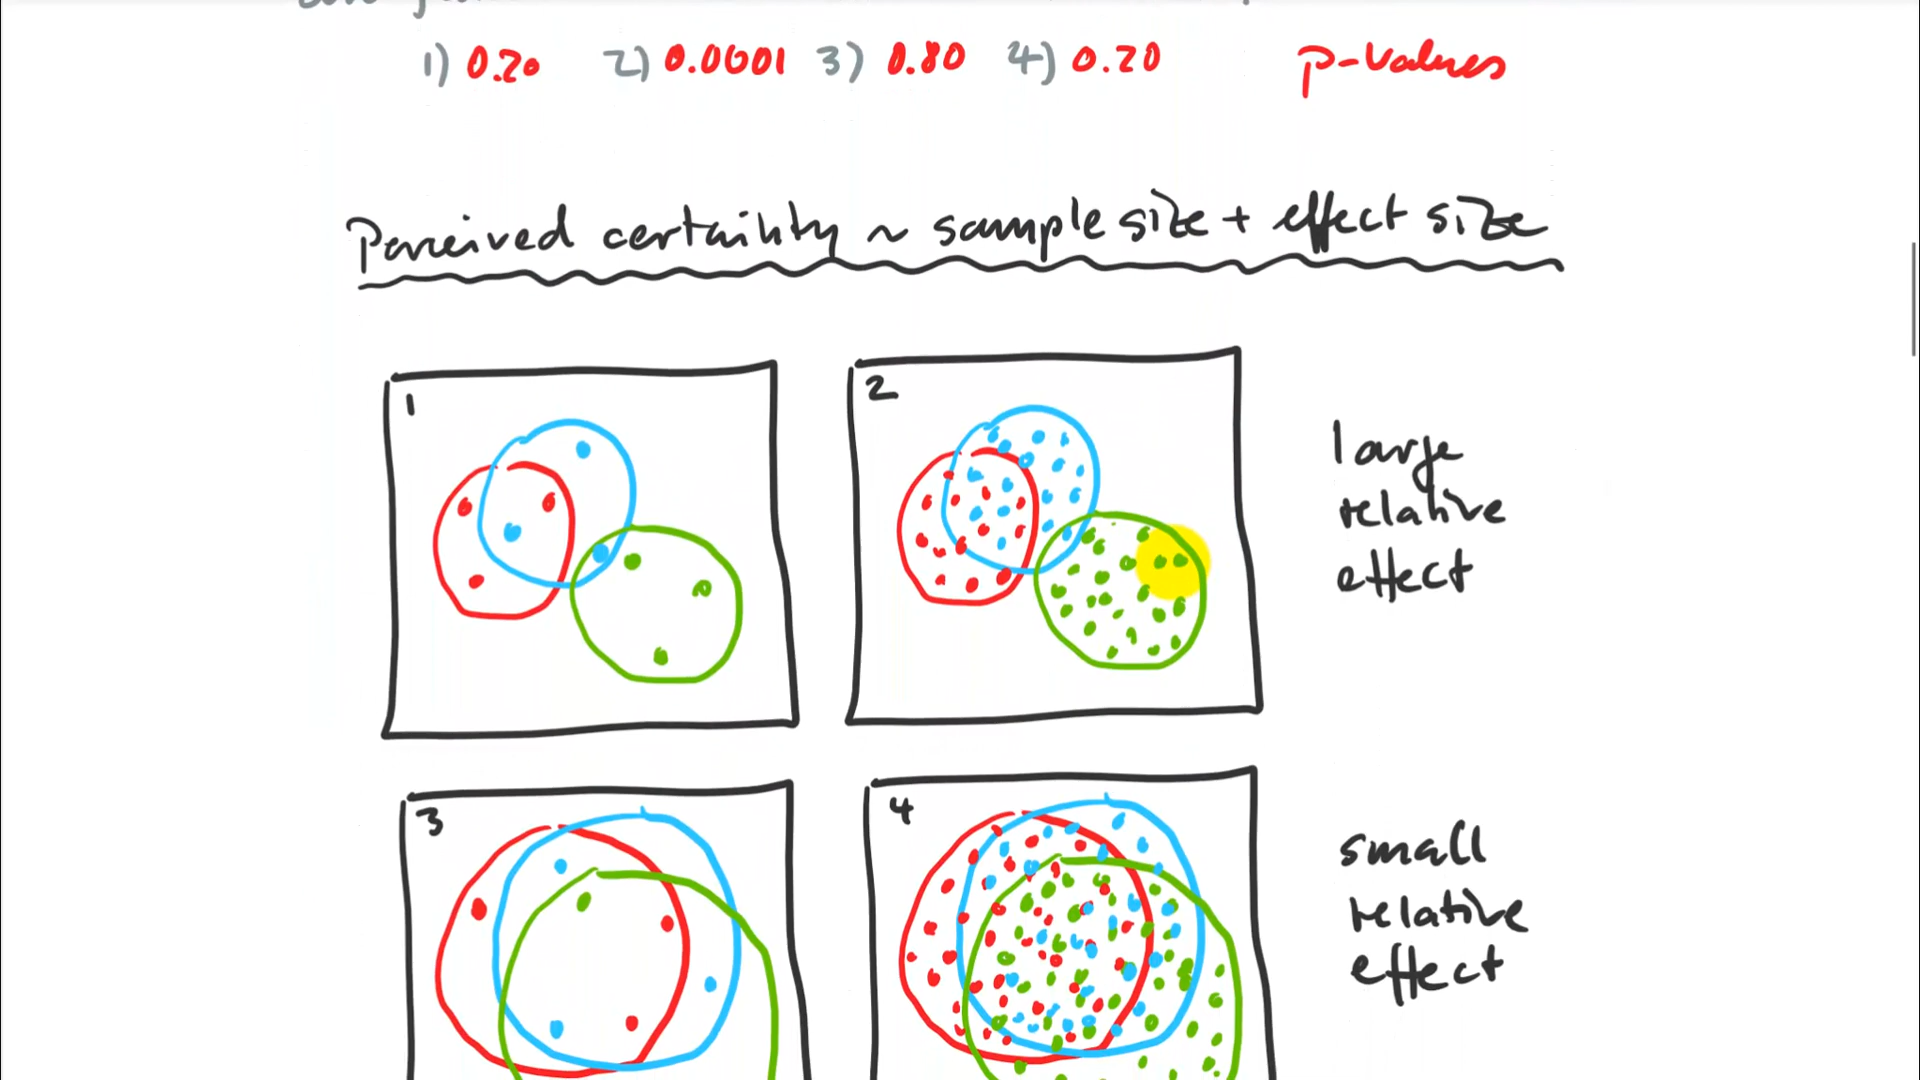 1) 0.20 2) 0.0001 3) 0.80 4) 0.20 p-values
Perceived certainty ~ sample size + effect size
1
2
large
relative
effect
3
4
small
relative
effect